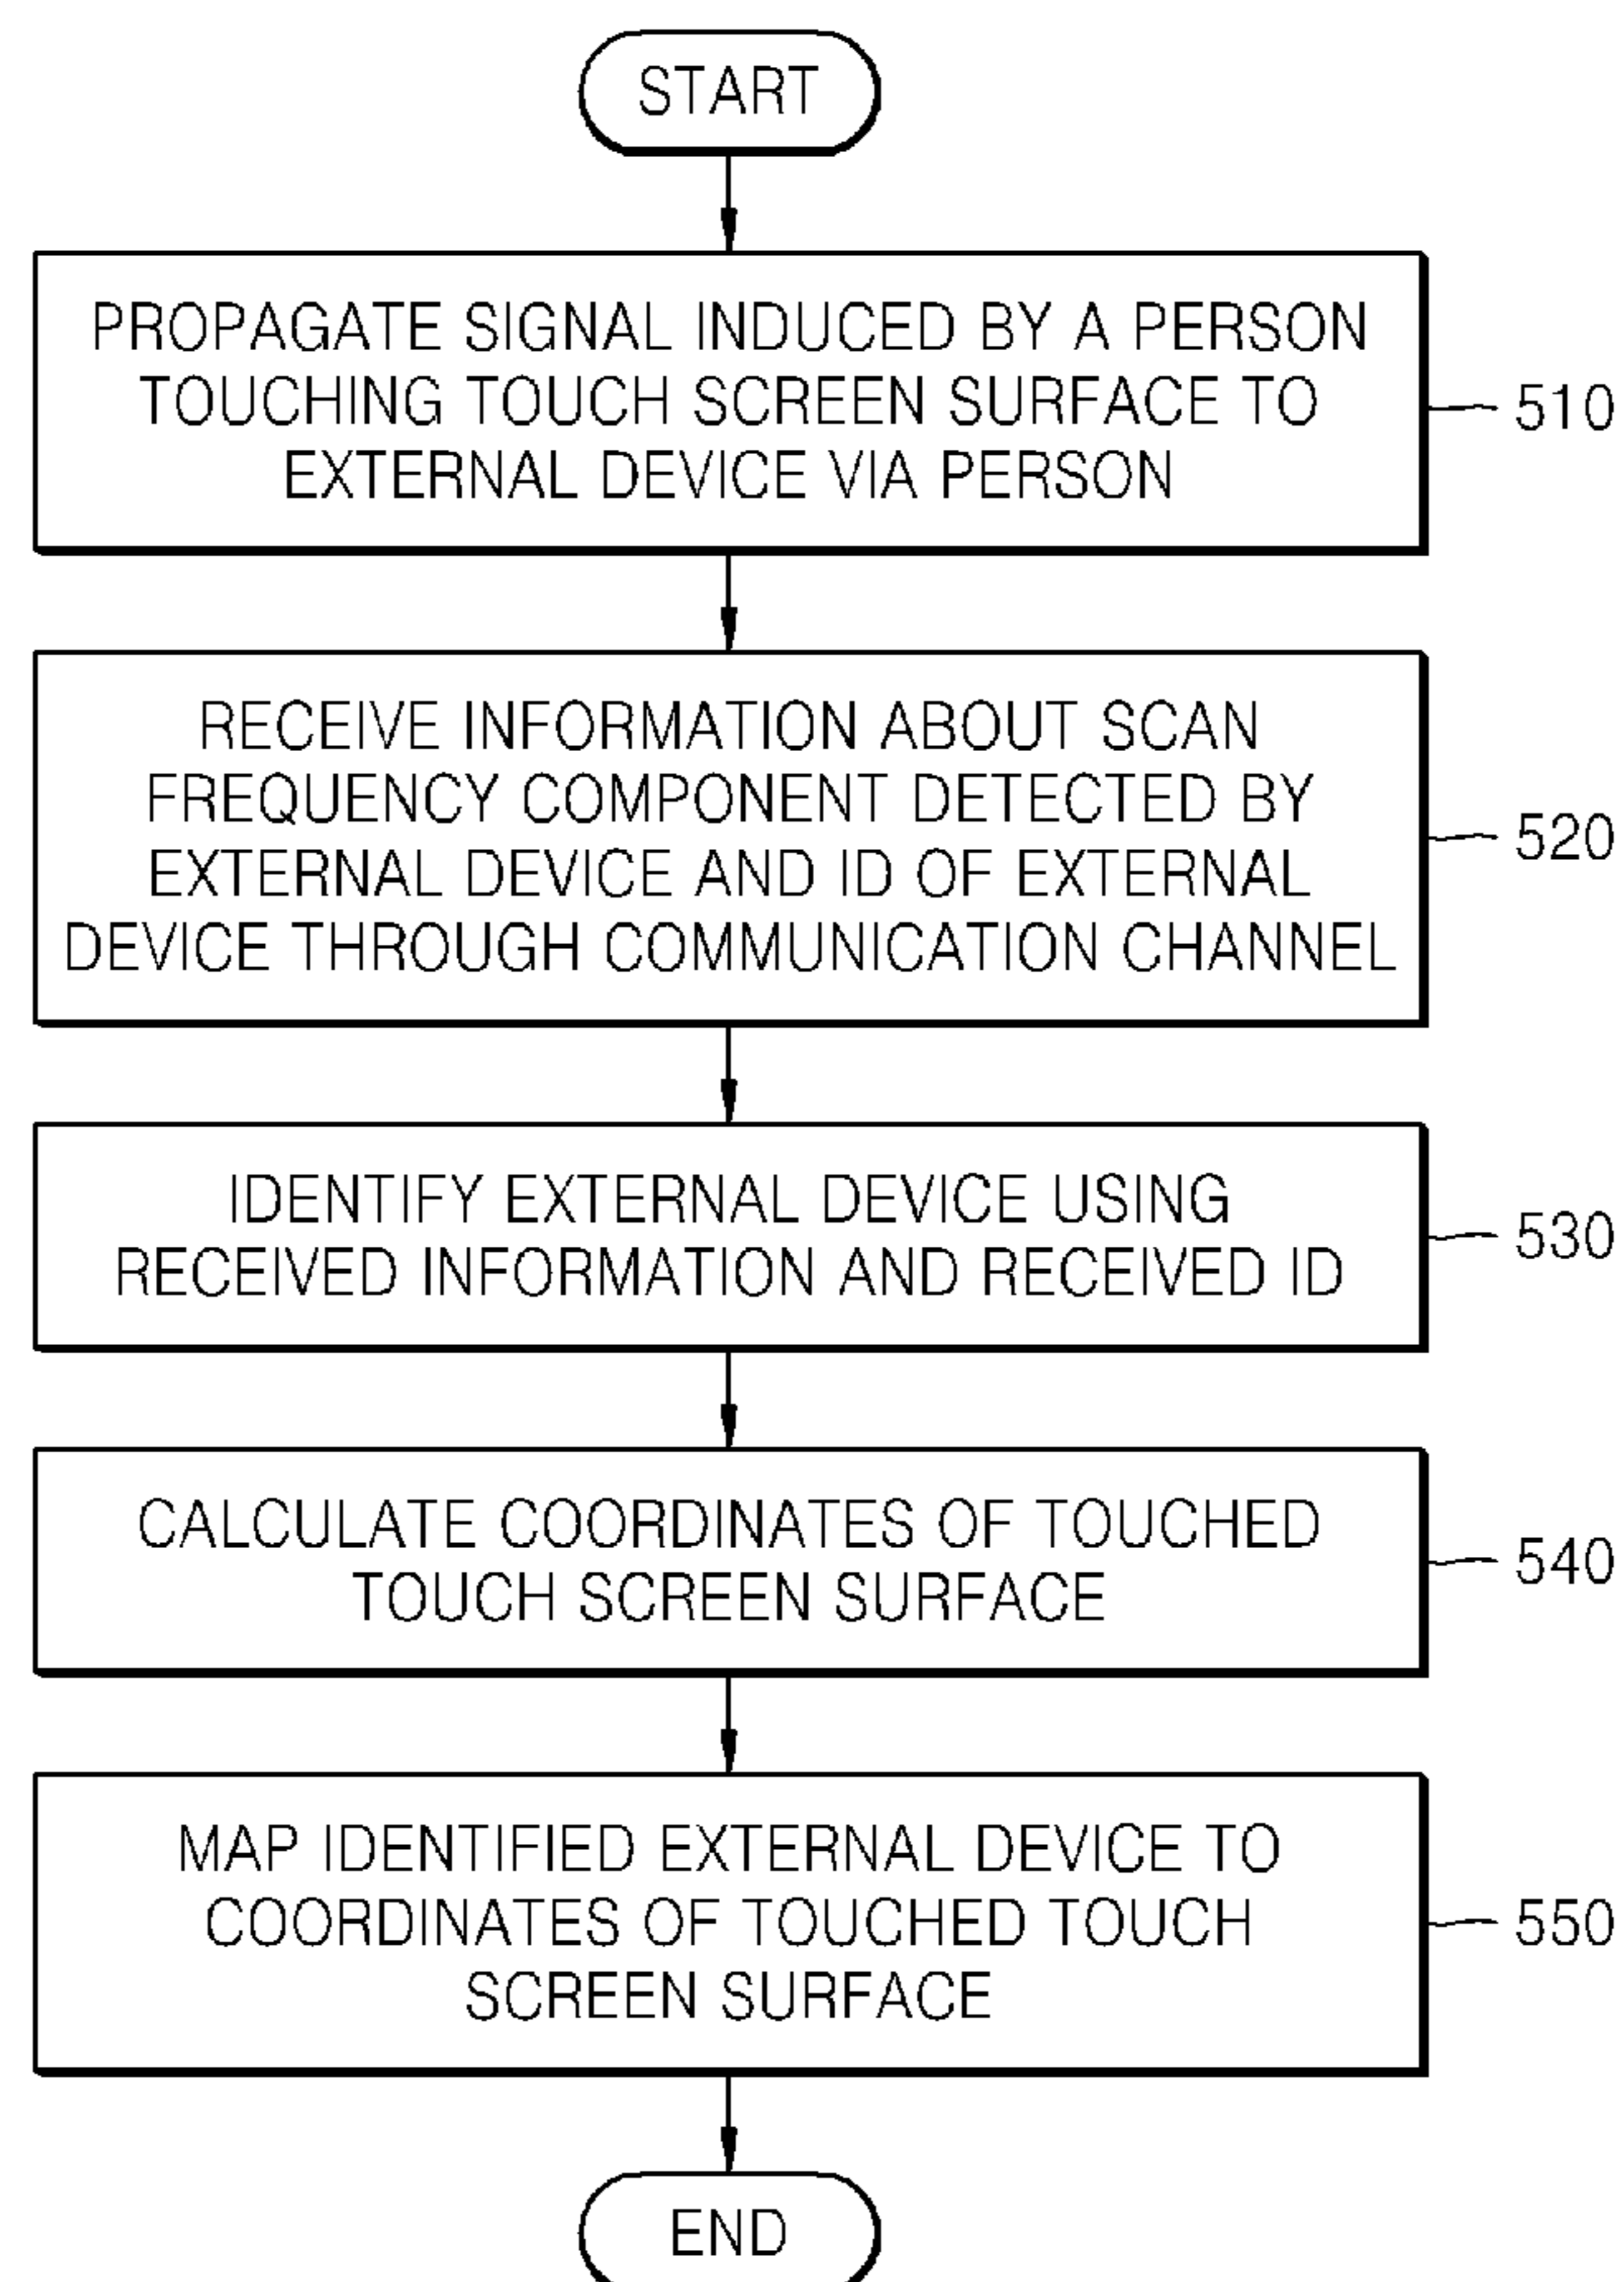 START
PROPAGATE SIGNAL INDUCED BY A PERSON
TOUCHING TOUCH SCREEN SURFACE TO
EXTERNAL DEVICE VIA PERSON
510
RECEIVE INFORMATION ABOUT SCAN
FREQUENCY COMPONENT DETECTED BY
EXTERNAL DEVICE AND ID OF EXTERNAL
DEVICE THROUGH COMMUNICATION CHANNEL
520
IDENTIFY EXTERNAL DEVICE USING
RECEIVED INFORMATION AND RECEIVED ID
530
CALCULATE COORDINATES OF TOUCHED
TOUCH SCREEN SURFACE
540
MAP IDENTIFIED EXTERNAL DEVICE TO
COORDINATES OF TOUCHED TOUCH
SCREEN SURFACE
550
END